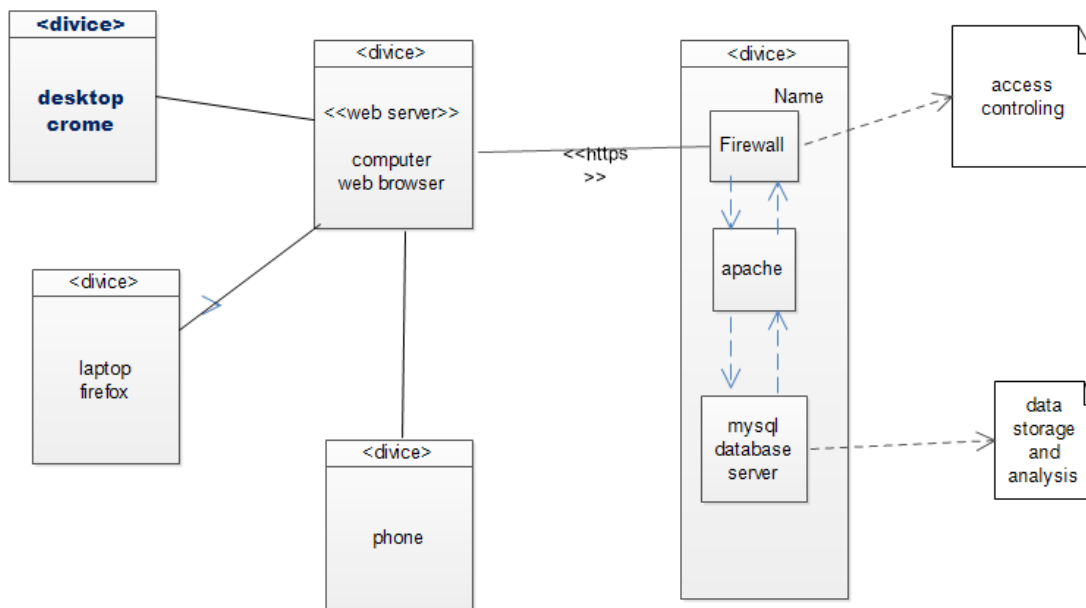 <divice>
desktop
crome
<divice>
<<web server>>
computer
web browser
<divice>
laptop
firefox
<divice>
phone
<<https
>>
<divice>
Name
Firewall
apache
mysql
database
server
access
controling
data
storage
and
analysis